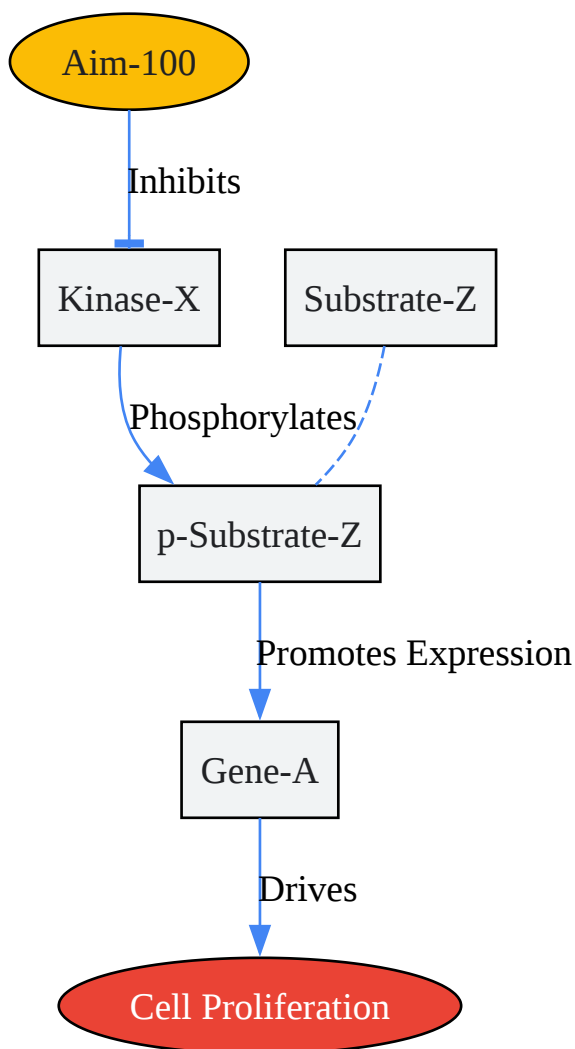 Aim-100
Inhibits
Kinase-X
Substrate-Z
Phosphorylates
p-Substrate-Z
Promotes Expression
Gene-A
Drives
Cell Proliferation